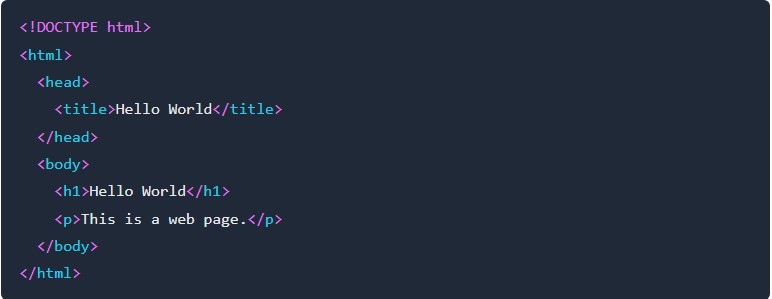 <!DOCTYPE html>
<html>
  <head>
    <title>Hello World</title>
  </head>
  <body>
    <h1>Hello World</h1>
    <p>This is a web page.</p>
  </body>
</html>